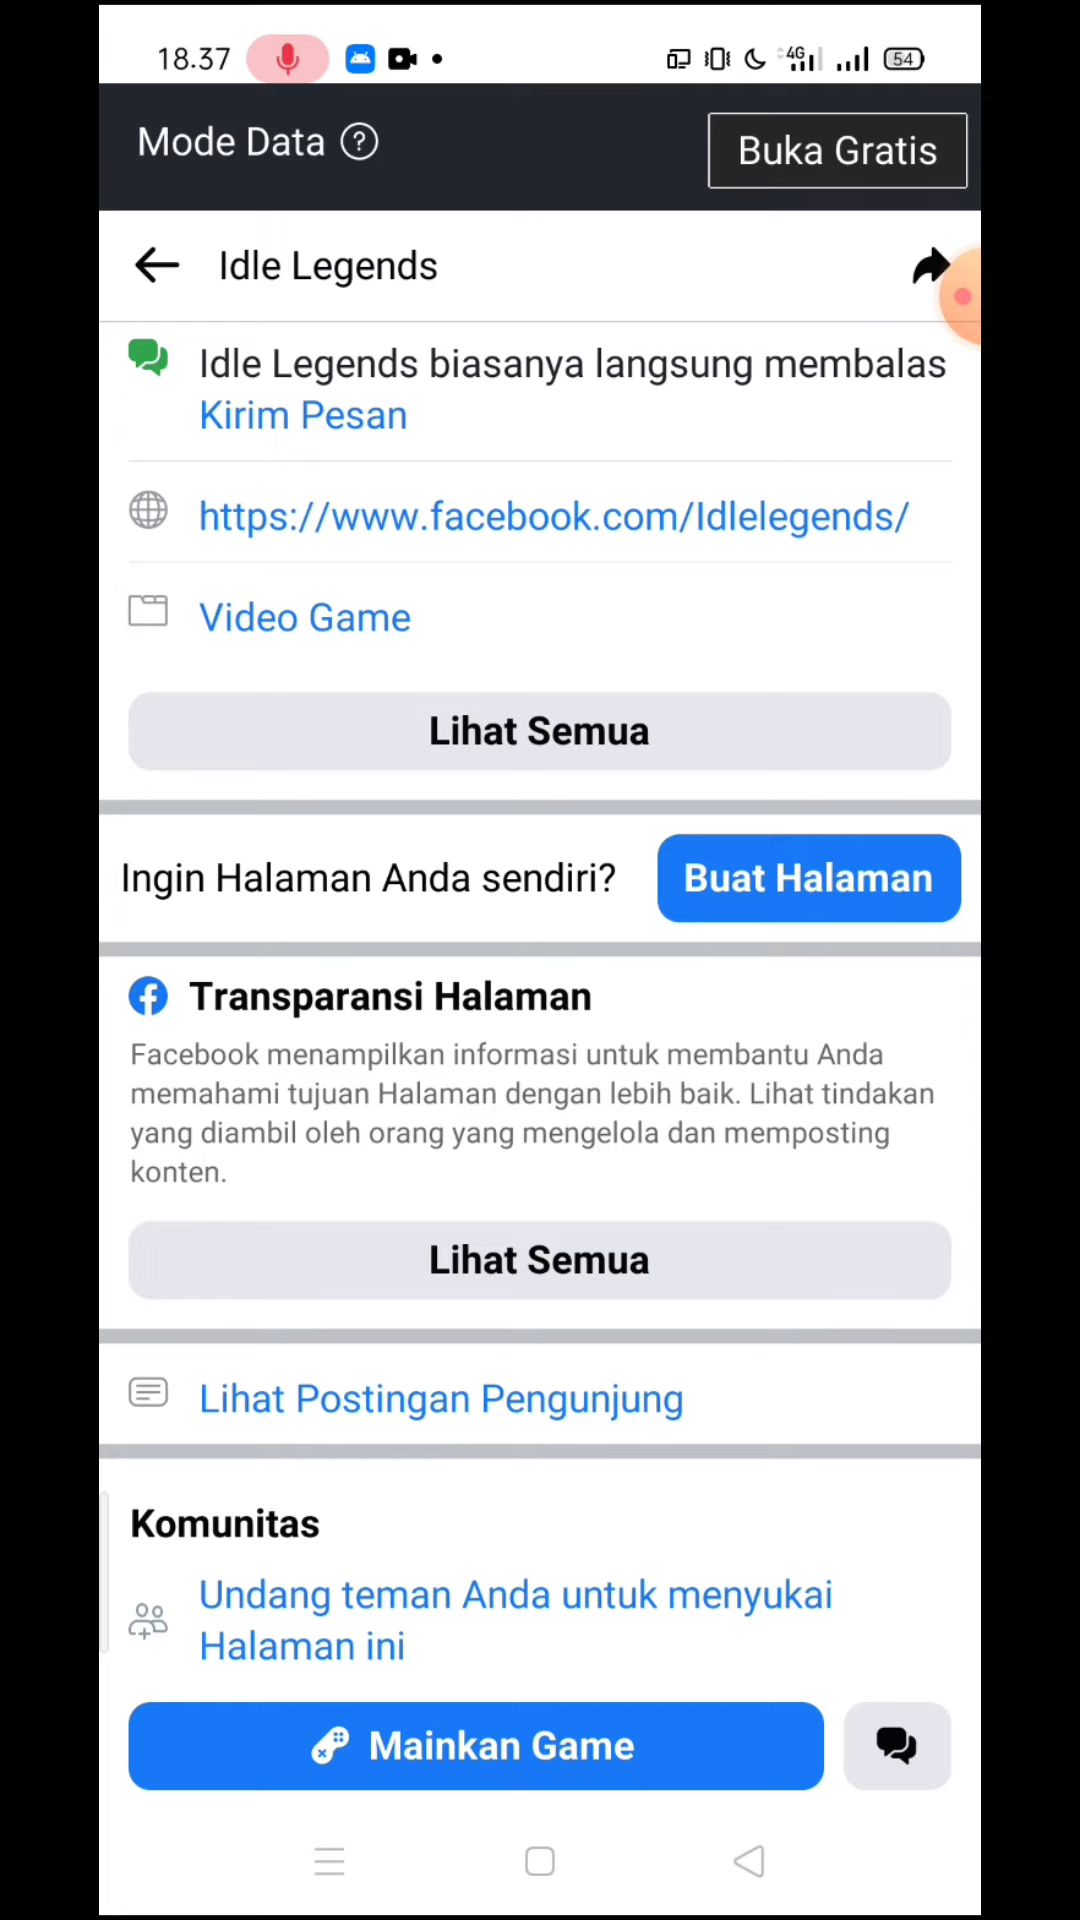 18.37
4G
54
Mode Data ?
Buka Gratis
Idle Legends
Idle Legends biasanya langsung membalas
Kirim Pesan
https://www.facebook.com/Idlelegends/
Video Game
Lihat Semua
Ingin Halaman Anda sendiri?
Buat Halaman
Transparansi Halaman
Facebook menampilkan informasi untuk membantu Anda
memahami tujuan Halaman dengan lebih baik. Lihat tindakan
yang diambil oleh orang yang mengelola dan memposting
konten.
Lihat Semua
Lihat Postingan Pengunjung
Komunitas
Undang teman Anda untuk menyukai
Halaman ini
Mainkan Game